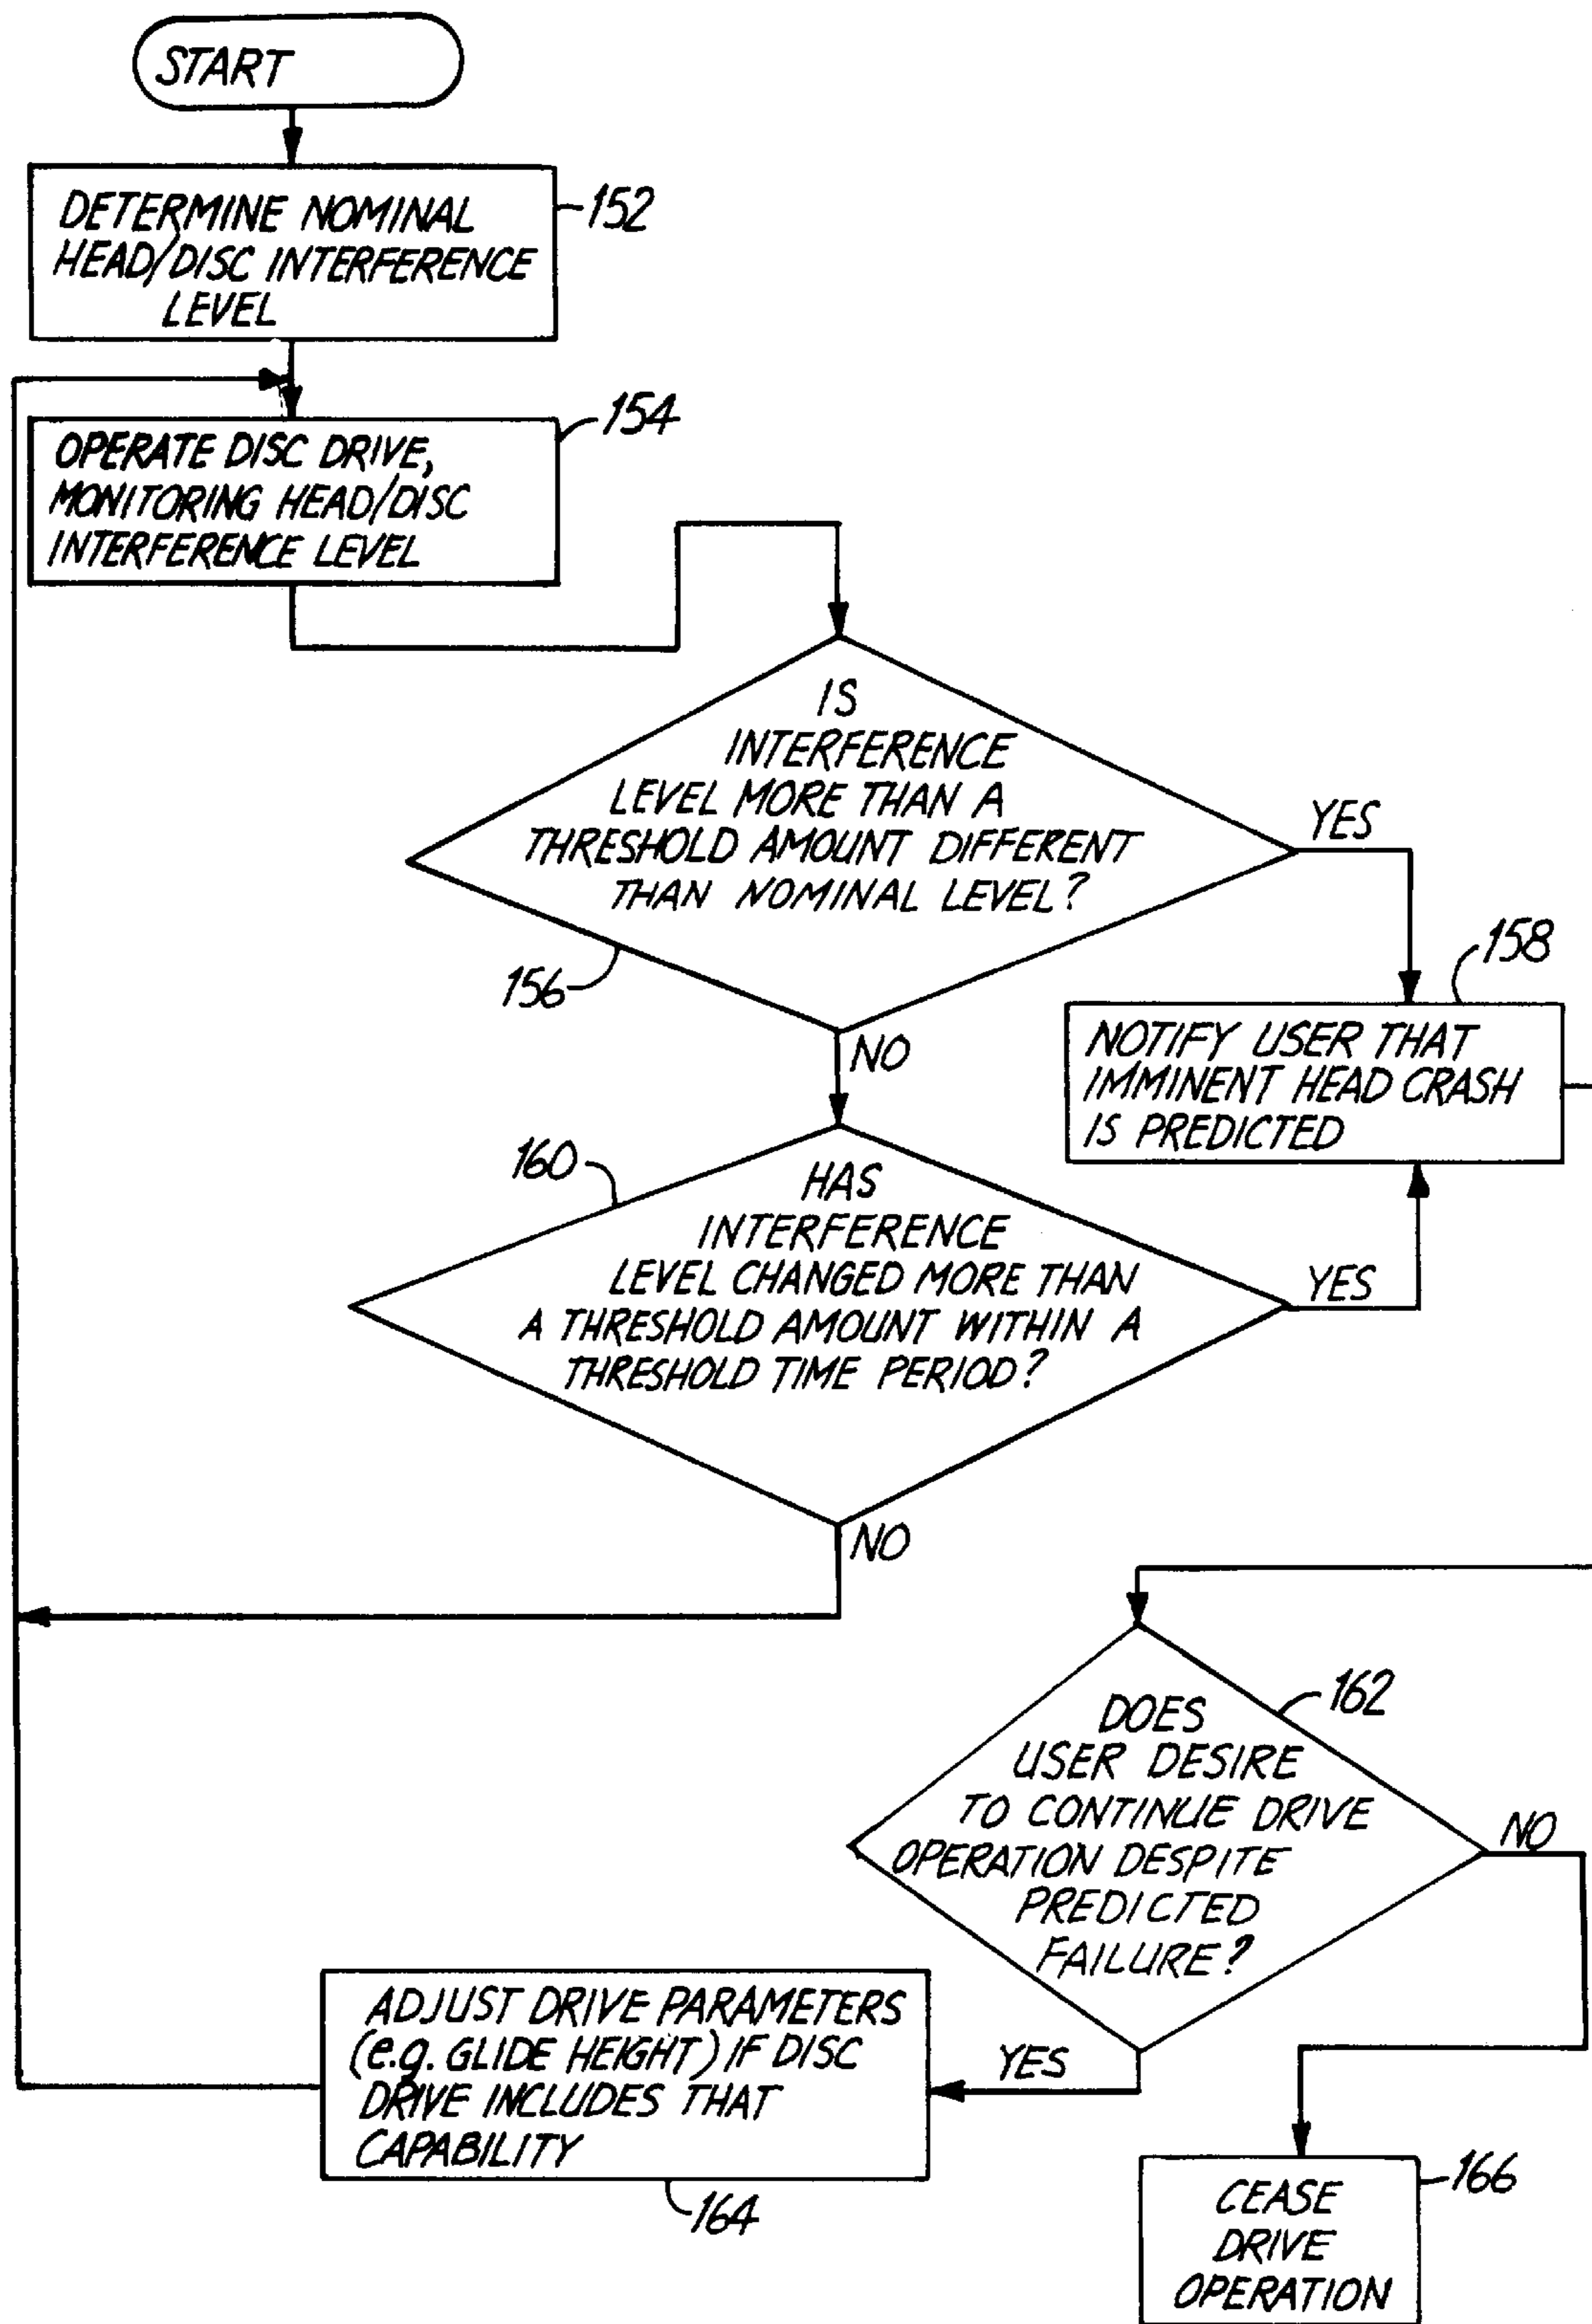 START
DETERMINE NOMINAL
HEAD/DISC INTERFERENCE
LEVEL
152
OPERATE DISC DRIVE,
MONITORING HEAD/DISC
INTERFERENCE LEVEL
154
IS
INTERFERENCE
LEVEL MORE THAN A
THRESHOLD AMOUNT DIFFERENT
THAN NOMINAL LEVEL?
YES
156
NO
158
NOTIFY USER THAT
IMMINENT HEAD CRASH
IS PREDICTED
160
HAS
INTERFERENCE
LEVEL CHANGED MORE THAN
A THRESHOLD AMOUNT WITHIN A
THRESHOLD TIME PERIOD?
YES
NO
162
DOES
USER DESIRE
TO CONTINUE DRIVE
OPERATION DESPITE
PREDICTED
FAILURE?
NO
YES
ADJUST DRIVE PARAMETERS
(e.g. GLIDE HEIGHT) IF DISC
DRIVE INCLUDES THAT
CAPABILITY
164
CEASE
DRIVE
OPERATION
166